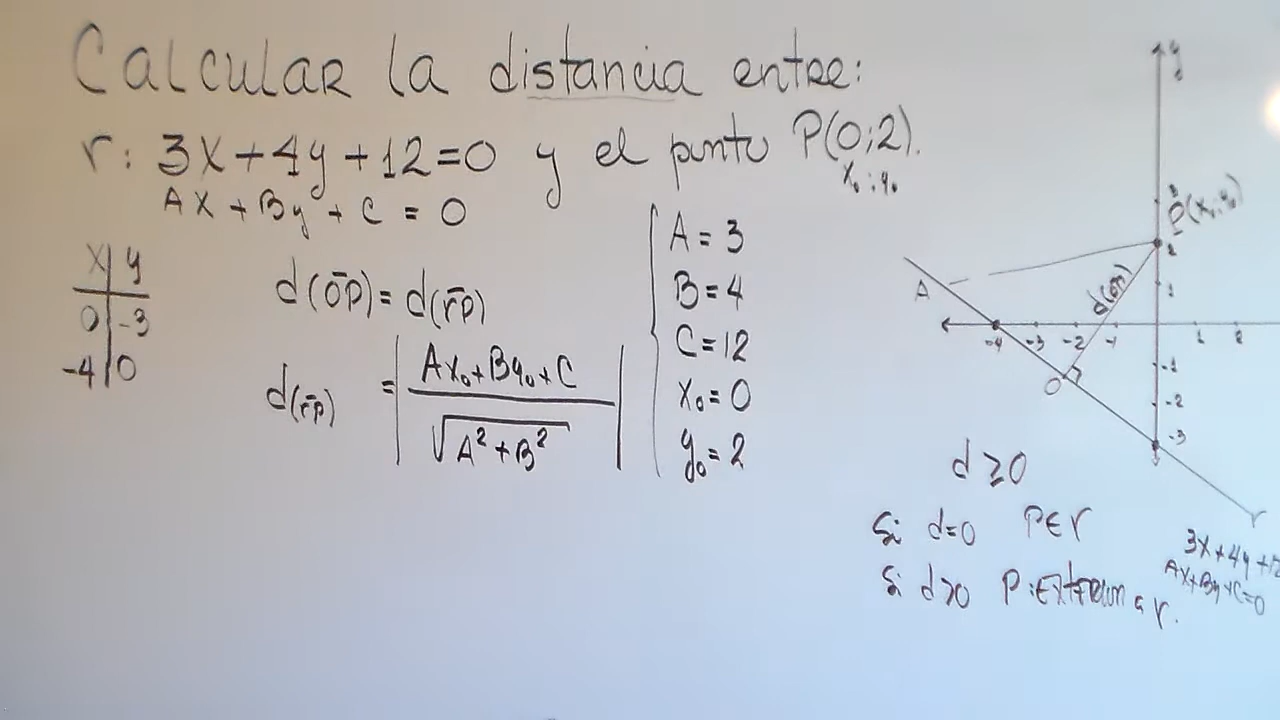 Calcular la distancia entre:
r: 3x+4y+12=0 y el punto P(0;2).
x₀;y₀
Ax+By+C=0
x y
0 -3
-4 0
d(o̅p̅)=d(r̅p̅)
d(r̅p̅) = |Ax₀+By₀+C / √A²+B²|
A=3
B=4
C=12
x₀=0
y₀=2
y
P(x₀;y₀)
2
1
d(op)
A
-4 -3 -2 -1 1 2
-1
O
-2
-3
r
d≥0
Si d=0 P∈r
Si d>0 P:Exterior a r.
3x+4y+12
Ax+By+C=0